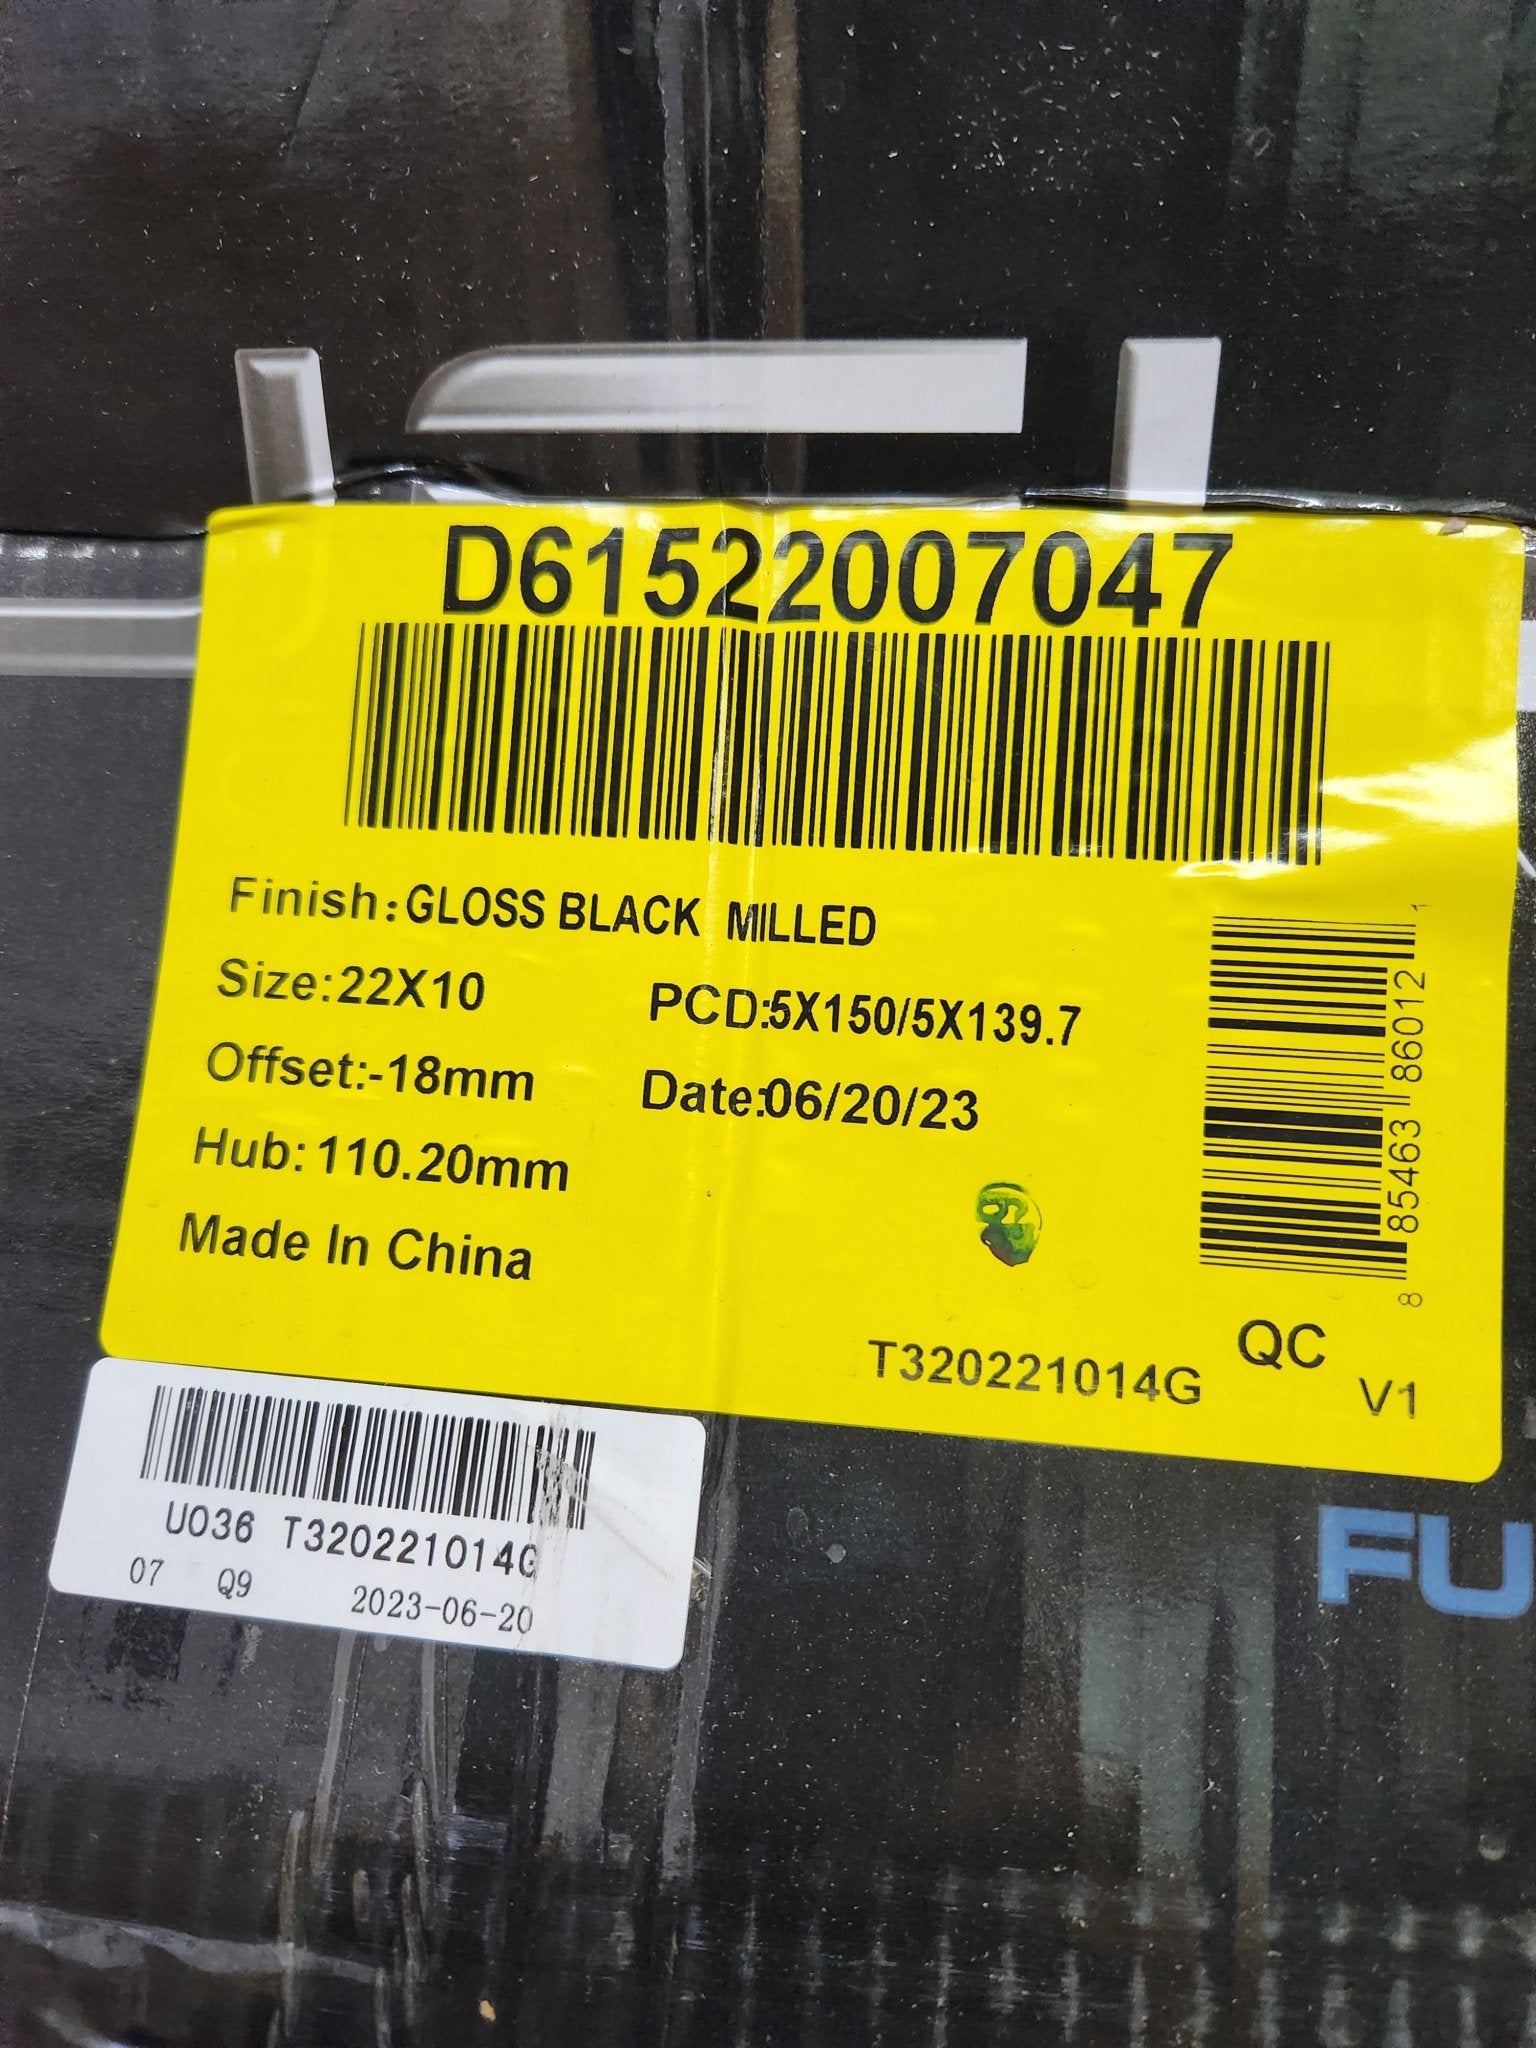 D61522007047
Finish:GLOSS BLACK MILLED
Size:22X10
PCD:5X150/5X139.7
Offset:-18mm
Date:06/20/23
Hub:110.20mm
Made In China
8 85463 86012 1
QC
T320221014G
V1
U036 T320221014G
07 Q9 2023-06-20
FU